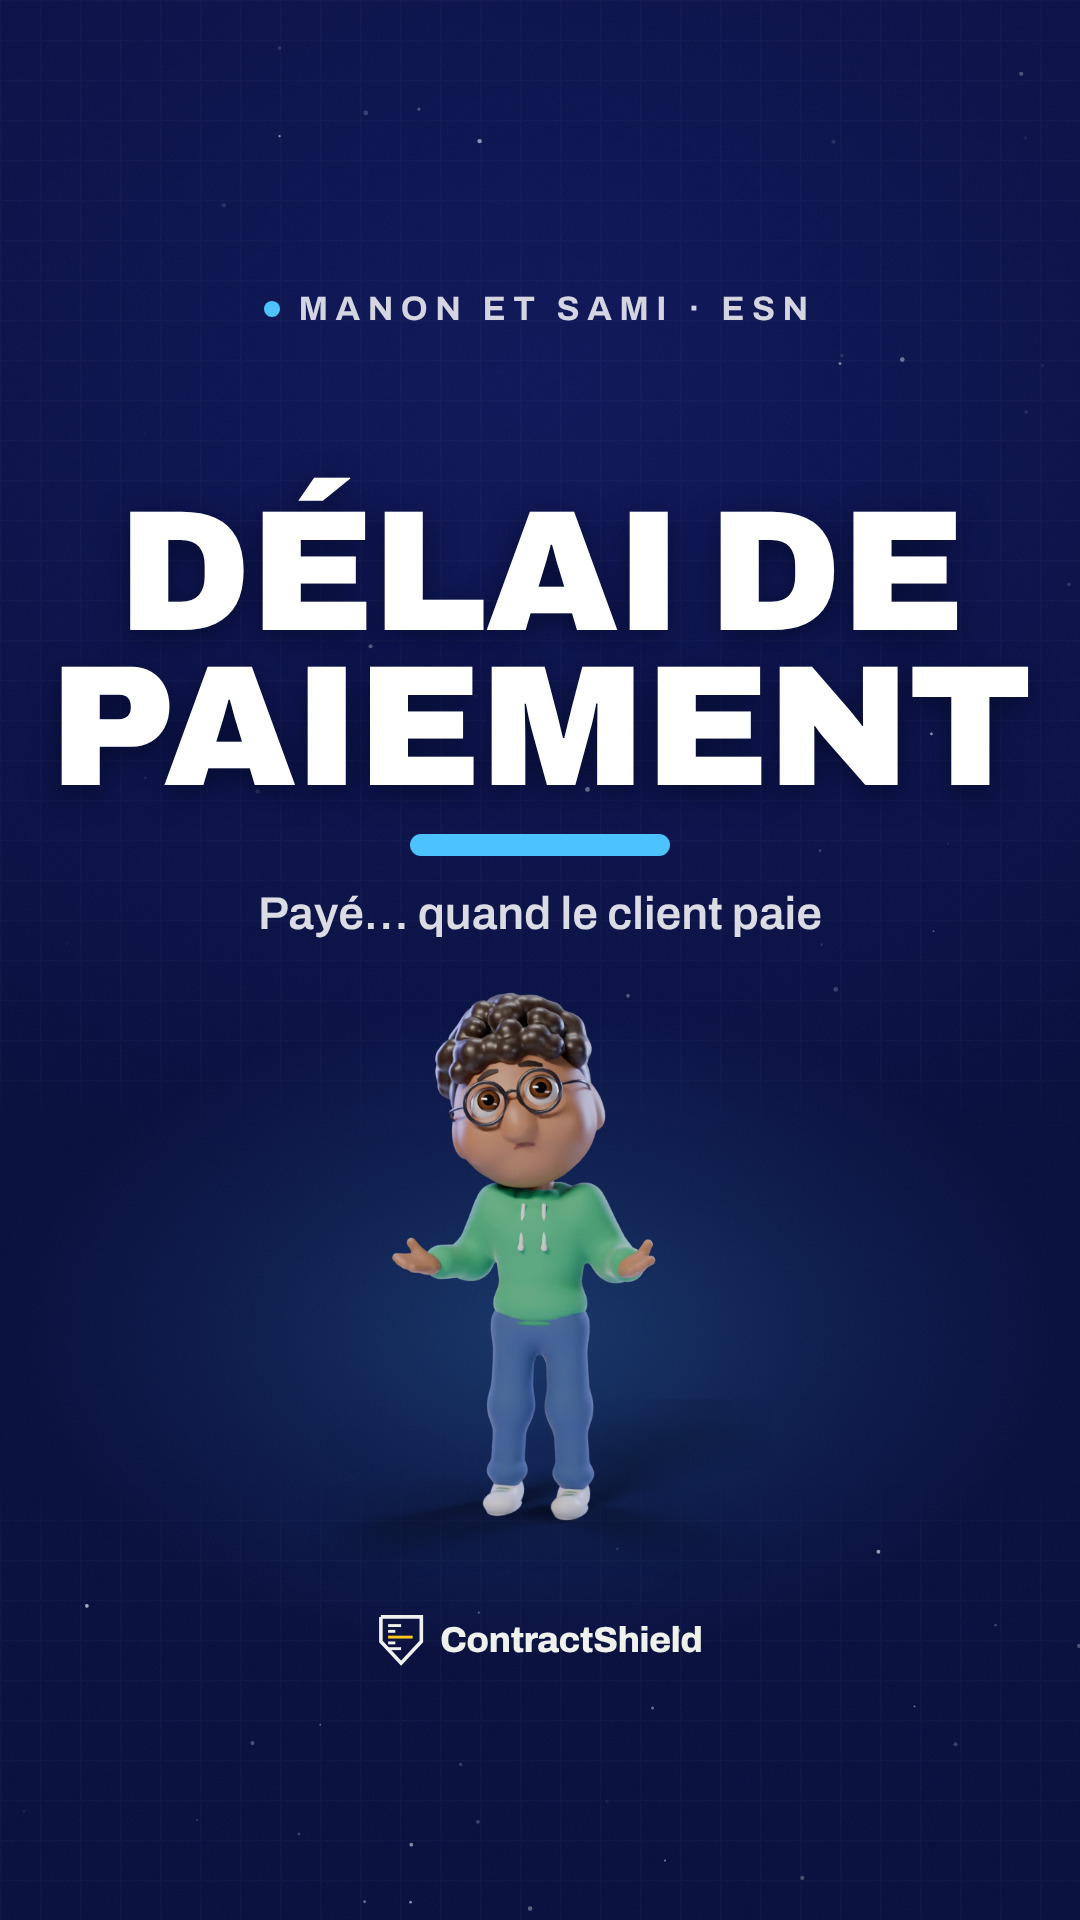 MANON ET SAMI · ESN
DÉLAI DE
PAIEMENT
Payé… quand le client paie
ContractShield